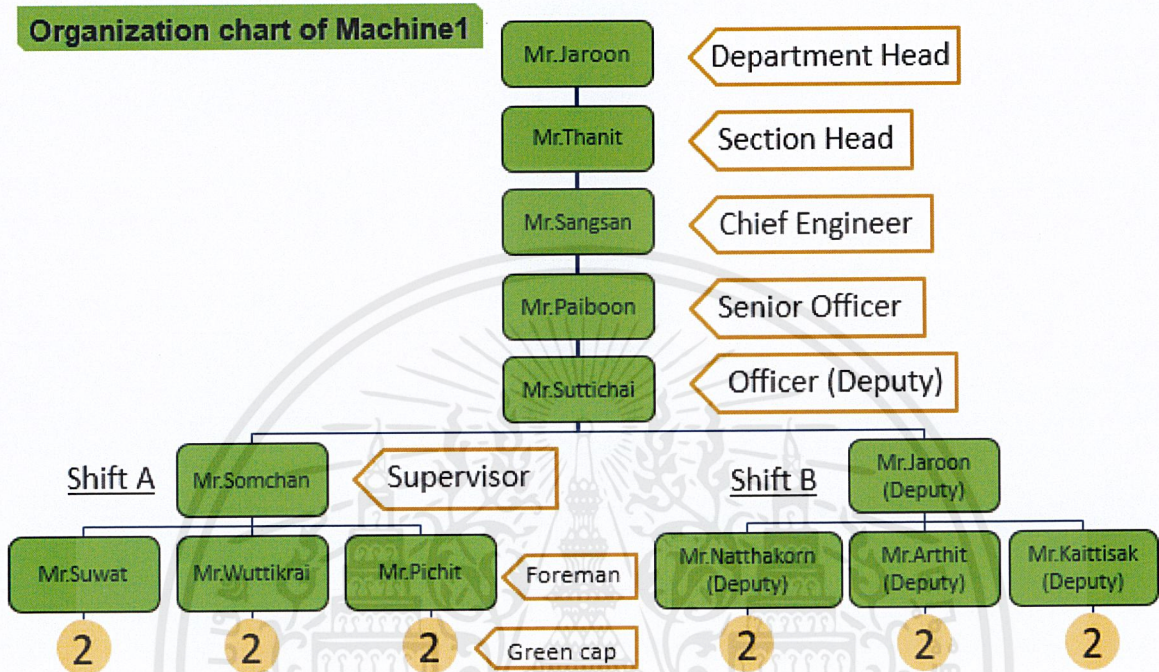 Organization chart of Machine1
Mr.Jaroon
Department Head
Mr.Thanit
Section Head
Mr.Sangsan
Chief Engineer
Mr.Paiboon
Senior Officer
Mr.Suttichai
Officer (Deputy)
Shift A
Mr.Somchan
Supervisor
Shift B
Mr.Jaroon
(Deputy)
Mr.Suwat
Mr.Wuttikrai
Mr.Pichit
Foreman
Mr.Natthakorn
(Deputy)
Mr.Arthit
(Deputy)
Mr.Kaittisak
(Deputy)
2
2
2
Green cap
2
2
2